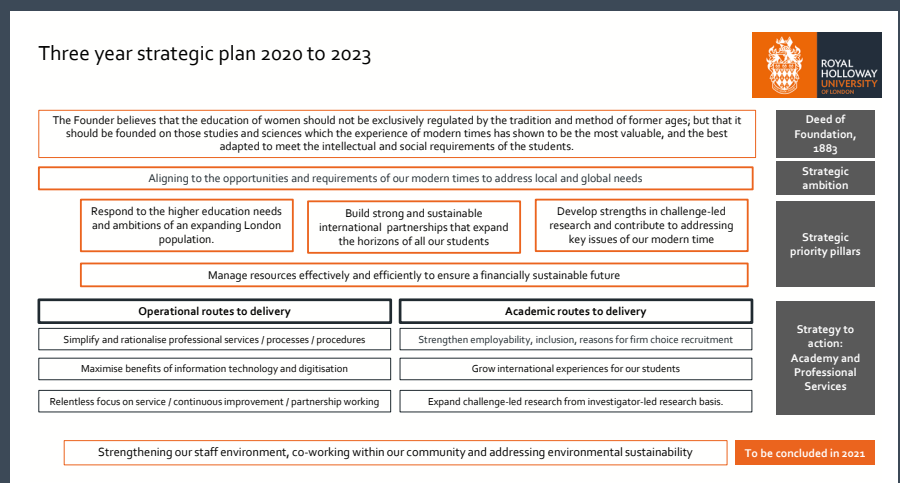 Three year strategic plan 2020 to 2023
ROYAL
HOLLOWAY
UNIVERSITY
OF LONDON
The Founder believes that the education of women should not be exclusively regulated by the tradition and method of former ages; but that it
should be founded on those studies and sciences which the experience of modern times has shown to be the most valuable, and the best
adapted to meet the intellectual and social requirements of the students.
Deed of
Foundation,
1883
Aligning to the opportunities and requirements of our modern times to address local and global needs
Strategic
ambition
Respond to the higher education needs
and ambitions of an expanding London
population.
Build strong and sustainable
international partnerships that expand
the horizons of all our students
Develop strengths in challenge-led
research and contribute to addressing
key issues of our modern time
Strategic
priority pillars
Manage resources effectively and efficiently to ensure a financially sustainable future
Operational routes to delivery
Academic routes to delivery
Simplify and rationalise professional services / processes / procedures
Strengthen employability, inclusion, reasons for firm choice recruitment
Maximise benefits of information technology and digitisation
Grow international experiences for our students
Relentless focus on service / continuous improvement / partnership working
Expand challenge-led research from investigator-led research basis.
Strategy to
action:
Academy and
Professional
Services
Strengthening our staff environment, co-working within our community and addressing environmental sustainability
To be concluded in 2021